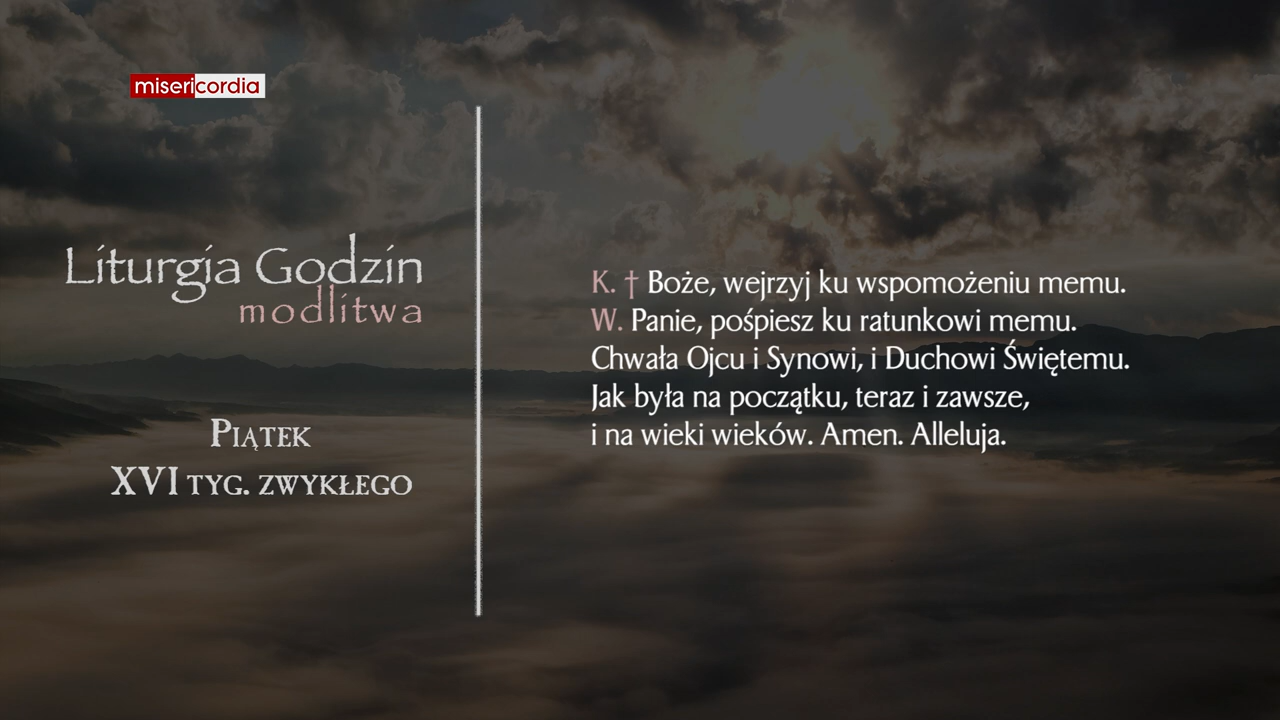 misericordia
Liturgia Godzin
modlitwa
Piątek
XVI tyg. zwykłego
K. † Boże, wejrzyj ku wspomożeniu memu.
W. Panie, pośpiesz ku ratunkowi memu.
Chwała Ojcu i Synowi, i Duchowi Świętemu.
Jak była na początku, teraz i zawsze,
i na wieki wieków. Amen. Alleluja.